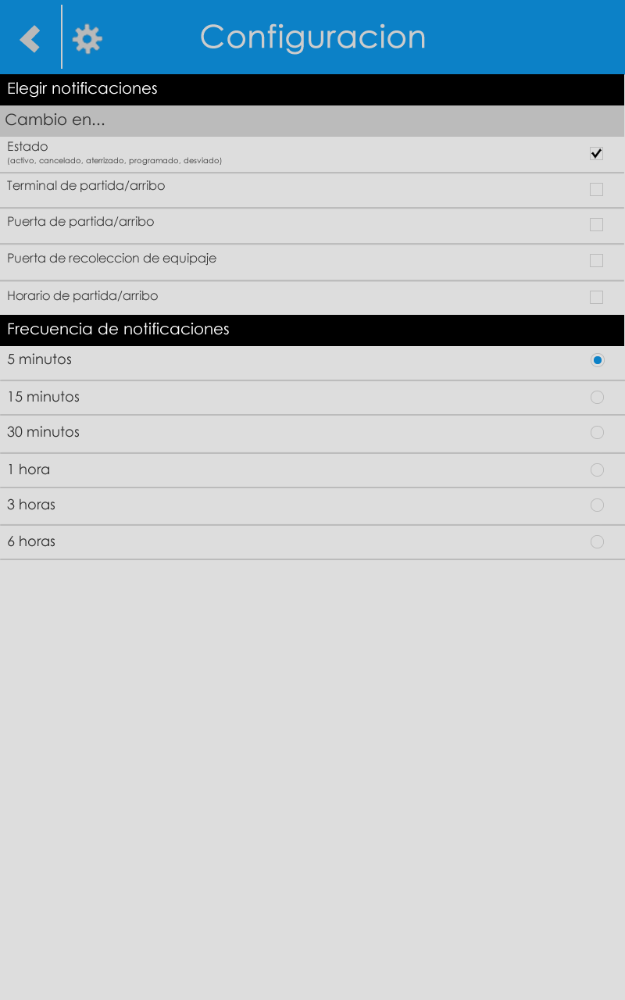 Configuracion
Elegir notificaciones
Cambio en...
Estado
(activo, cancelado, aterrizado, programado, desviado)
Terminal de partida/arribo
Puerta de partida/arribo
Puerta de recoleccion de equipaje
Horario de partida/arribo
Frecuencia de notificaciones
5 minutos
15 minutos
30 minutos
1 hora
3 horas
6 horas